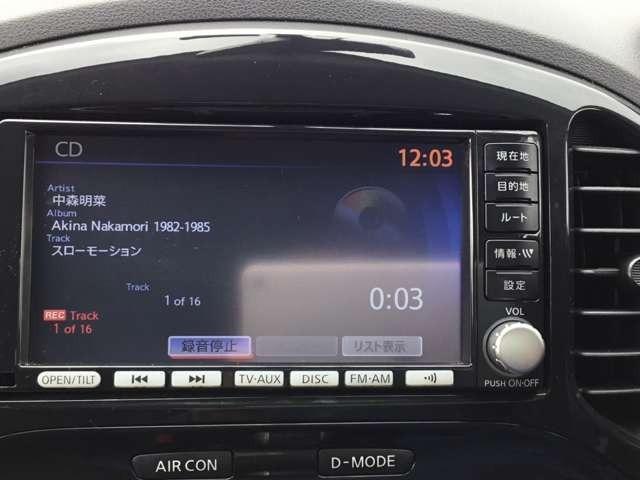 CD
12:03
Artist
中森明菜
Album
Akina Nakamori 1982-1985
Track
スローモーション
Track
1 of 16
0:03
REC Track
1 of 16
録音停止
リスト表示
現在地
目的地
ルート
情報・
設定
VOL
PUSH ON・OFF
OPEN/TILT
TV・AUX
DISC
FM・AM
AIR CON
D-MODE